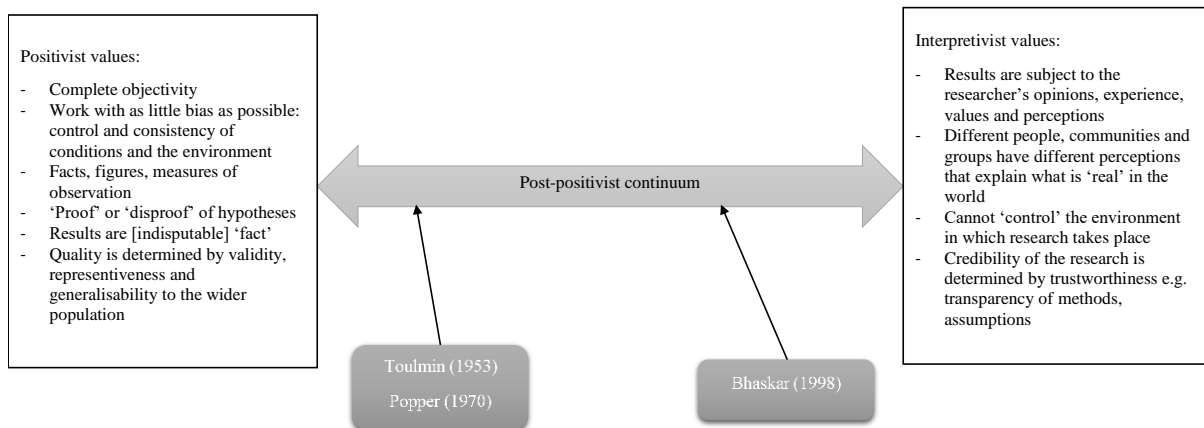 Positivist values:
- Complete objectivity
- Work with as little bias as possible:
control and consistency of
conditions and the environment
- Facts, figures, measures of
observation
- ‘Proof’ or ‘disproof’ of hypotheses
- Results are [indisputable] ‘fact’
- Quality is determined by validity,
representiveness and
generalisability to the wider
population
Post-positivist continuum
Interpretivist values:
- Results are subject to the
researcher’s opinions, experience,
values and perceptions
- Different people, communities and
groups have different perceptions
that explain what is ‘real’ in the
world
- Cannot ‘control’ the environment
in which research takes place
- Credibility of the research is
determined by trustworthiness e.g.
transparency of methods,
assumptions
Toulmin (1953)
Popper (1970)
Bhaskar (1998)